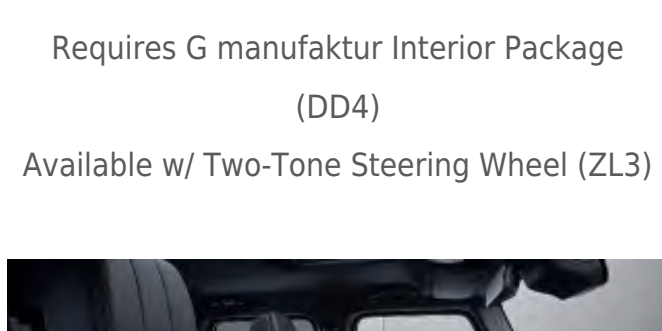 Requires G manufaktur Interior Package
(DD4)
Available w/ Two-Tone Steering Wheel (ZL3)